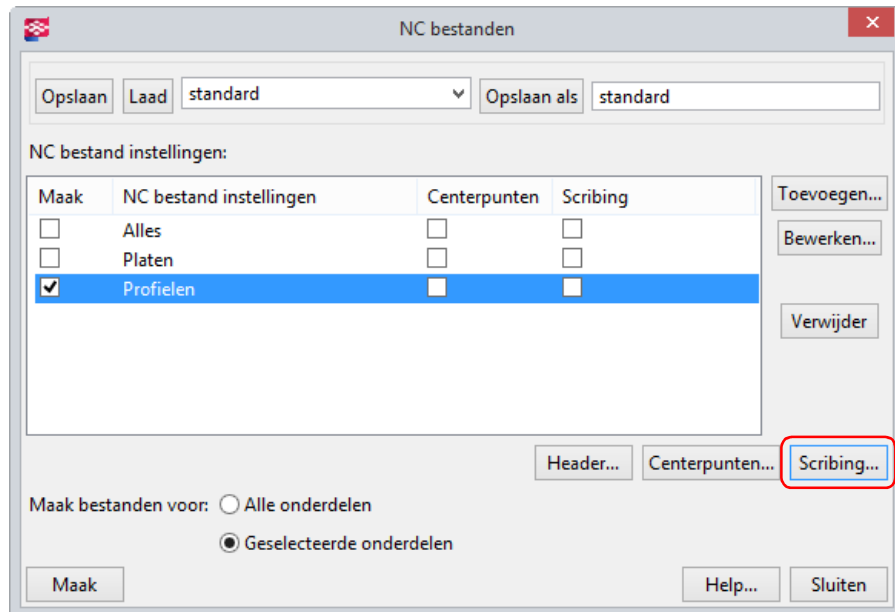 NC bestanden
Opslaan Laad standard Opslaan als standard
NC bestand instellingen:
Maak NC bestand instellingen Centerpunten Scribing Toevoegen...
Alles
Bewerken...
Platen
Profielen
Verwijder
Header... Centerpunten... Scribing...
Maak bestanden voor: Alle onderdelen
Geselecteerde onderdelen
Maak Help... Sluiten